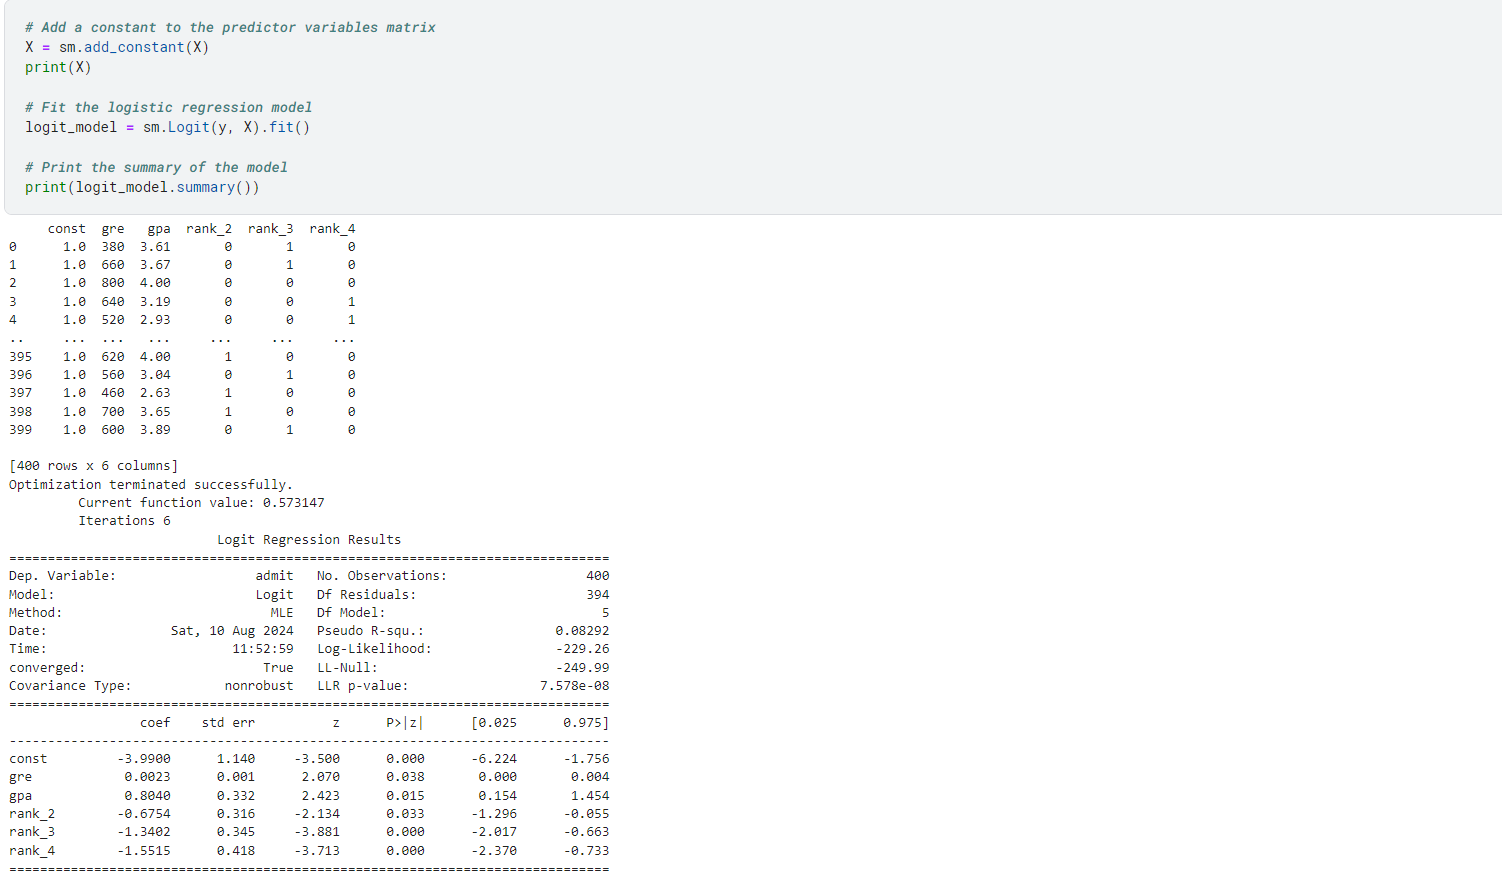 # Add a constant to the predictor variables matrix
X = sm.add_constant(X)
print(X)
# Fit the logistic regression model
logit_model = sm.Logit(y, X).fit()
# Print the summary of the model
print(logit_model.summary())
     const  gre   gpa  rank_2  rank_3  rank_4
0      1.0  380  3.61       0       1       0
1      1.0  660  3.67       0       1       0
2      1.0  800  4.00       0       0       0
3      1.0  640  3.19       0       0       1
4      1.0  520  2.93       0       0       1
..     ...  ...   ...     ...     ...     ...
395    1.0  620  4.00       1       0       0
396    1.0  560  3.04       0       1       0
397    1.0  460  2.63       1       0       0
398    1.0  700  3.65       1       0       0
399    1.0  600  3.89       0       1       0
[400 rows x 6 columns]
Optimization terminated successfully.
         Current function value: 0.573147
         Iterations 6
                           Logit Regression Results
==============================================================================
Dep. Variable:                  admit   No. Observations:                  400
Model:                          Logit   Df Residuals:                      394
Method:                           MLE   Df Model:                            5
Date:                Sat, 10 Aug 2024   Pseudo R-squ.:                 0.08292
Time:                        11:52:59   Log-Likelihood:                -229.26
converged:                       True   LL-Null:                       -249.99
Covariance Type:            nonrobust   LLR p-value:                 7.578e-08
==============================================================================
                 coef    std err          z      P>|z|      [0.025      0.975]
------------------------------------------------------------------------------
const         -3.9900      1.140     -3.500      0.000      -6.224      -1.756
gre            0.0023      0.001      2.070      0.038       0.000       0.004
gpa            0.8040      0.332      2.423      0.015       0.154       1.454
rank_2        -0.6754      0.316     -2.134      0.033      -1.296      -0.055
rank_3        -1.3402      0.345     -3.881      0.000      -2.017      -0.663
rank_4        -1.5515      0.418     -3.713      0.000      -2.370      -0.733
==============================================================================